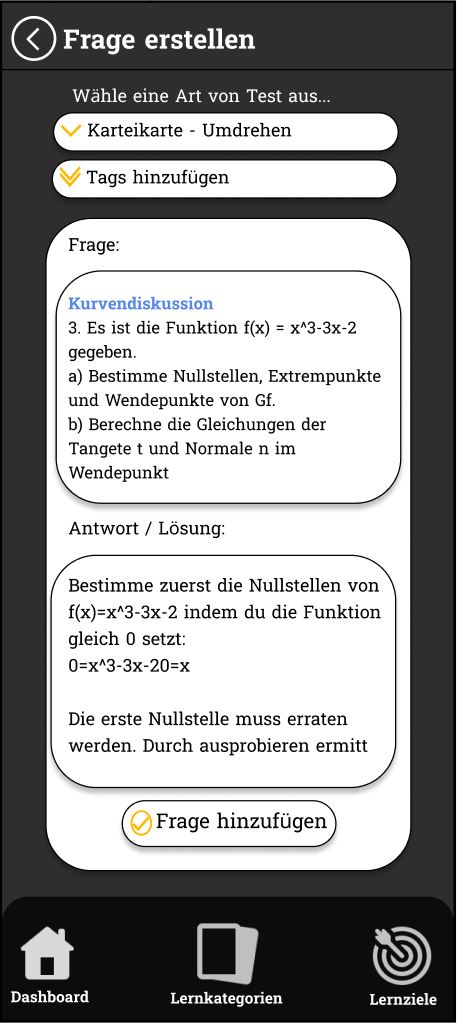 Frage erstellen
Wähle eine Art von Test aus...
Karteikarte - Umdrehen
Tags hinzufügen
Frage:
Kurvendiskussion
3. Es ist die Funktion f(x) = x^3-3x-2
gegeben.
a) Bestimme Nullstellen, Extrempunkte
und Wendepunkte von Gf.
b) Berechne die Gleichungen der
Tangete t und Normale n im
Wendepunkt
Antwort / Lösung:
Bestimme zuerst die Nullstellen von
f(x)=x^3-3x-2 indem du die Funktion
gleich 0 setzt:
0=x^3-3x-20=x
Die erste Nullstelle muss erraten
werden. Durch ausprobieren ermitt
Frage hinzufügen
Dashboard
Lernkategorien
Lernziele